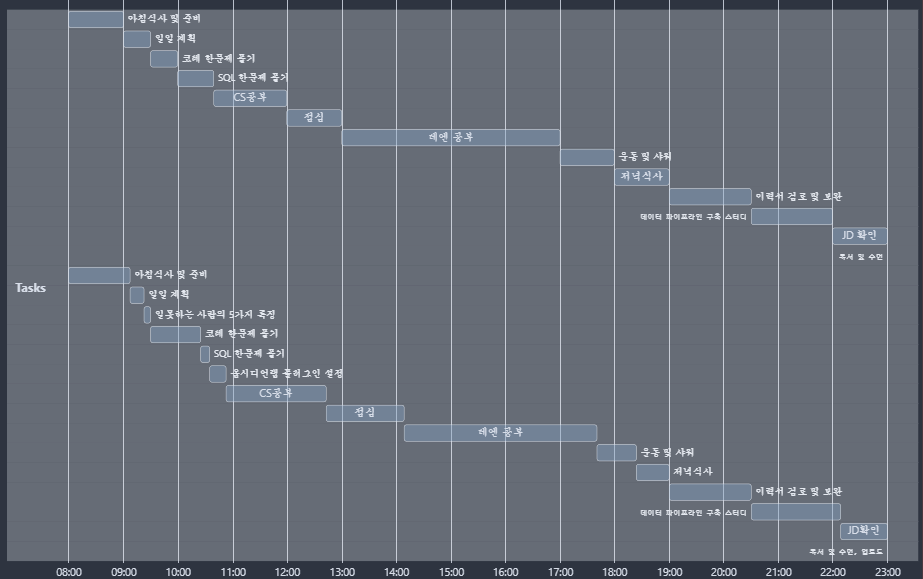 아침식사 및 준비
일일 계획
코테 한문제 풀기
SQL 한문제 풀기
CS공부
점심
데엔 공부
운동 및 샤워
저녁식사
이력서 검토 및 보완
데이터 파이프라인 구축 스터디
JD 확인
독서 및 수면
Tasks
아침식사 및 준비
일일 계획
일못하는 사람의 5가지 특징
코테 한문제 풀기
SQL 한문제 풀기
옵시디언랩 플러그인 설정
CS공부
점심
데엔 공부
운동 및 샤워
저녁식사
이력서 검토 및 보완
데이터 파이프라인 구축 스터디
JD확인
독서 및 수면, 업로드
08:00 09:00 10:00 11:00 12:00 13:00 14:00 15:00 16:00 17:00 18:00 19:00 20:00 21:00 22:00 23:00